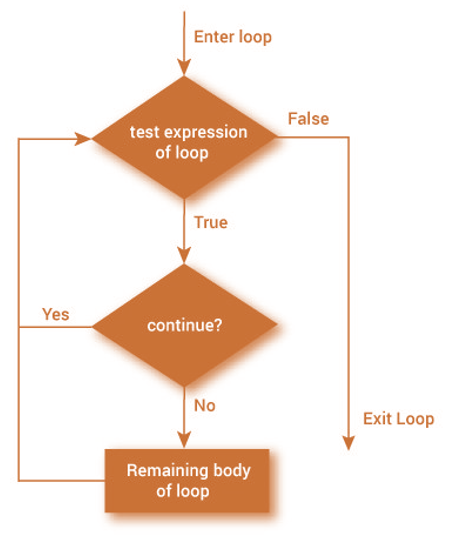 Enter loop
test expression
of loop
False
True
continue?
Yes
No
Exit Loop
Remaining body
of loop